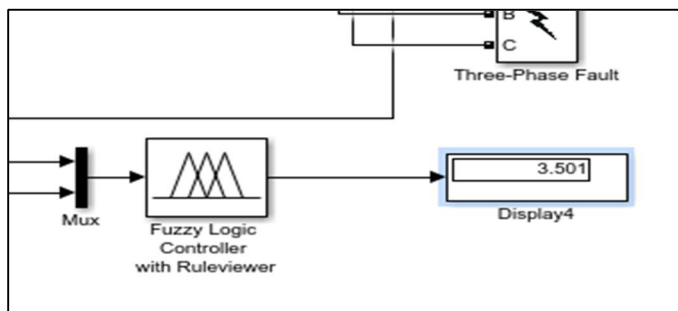 B
C
Three-Phase Fault
3.501
Mux
Display4
Fuzzy Logic
Controller
with Ruleviewer